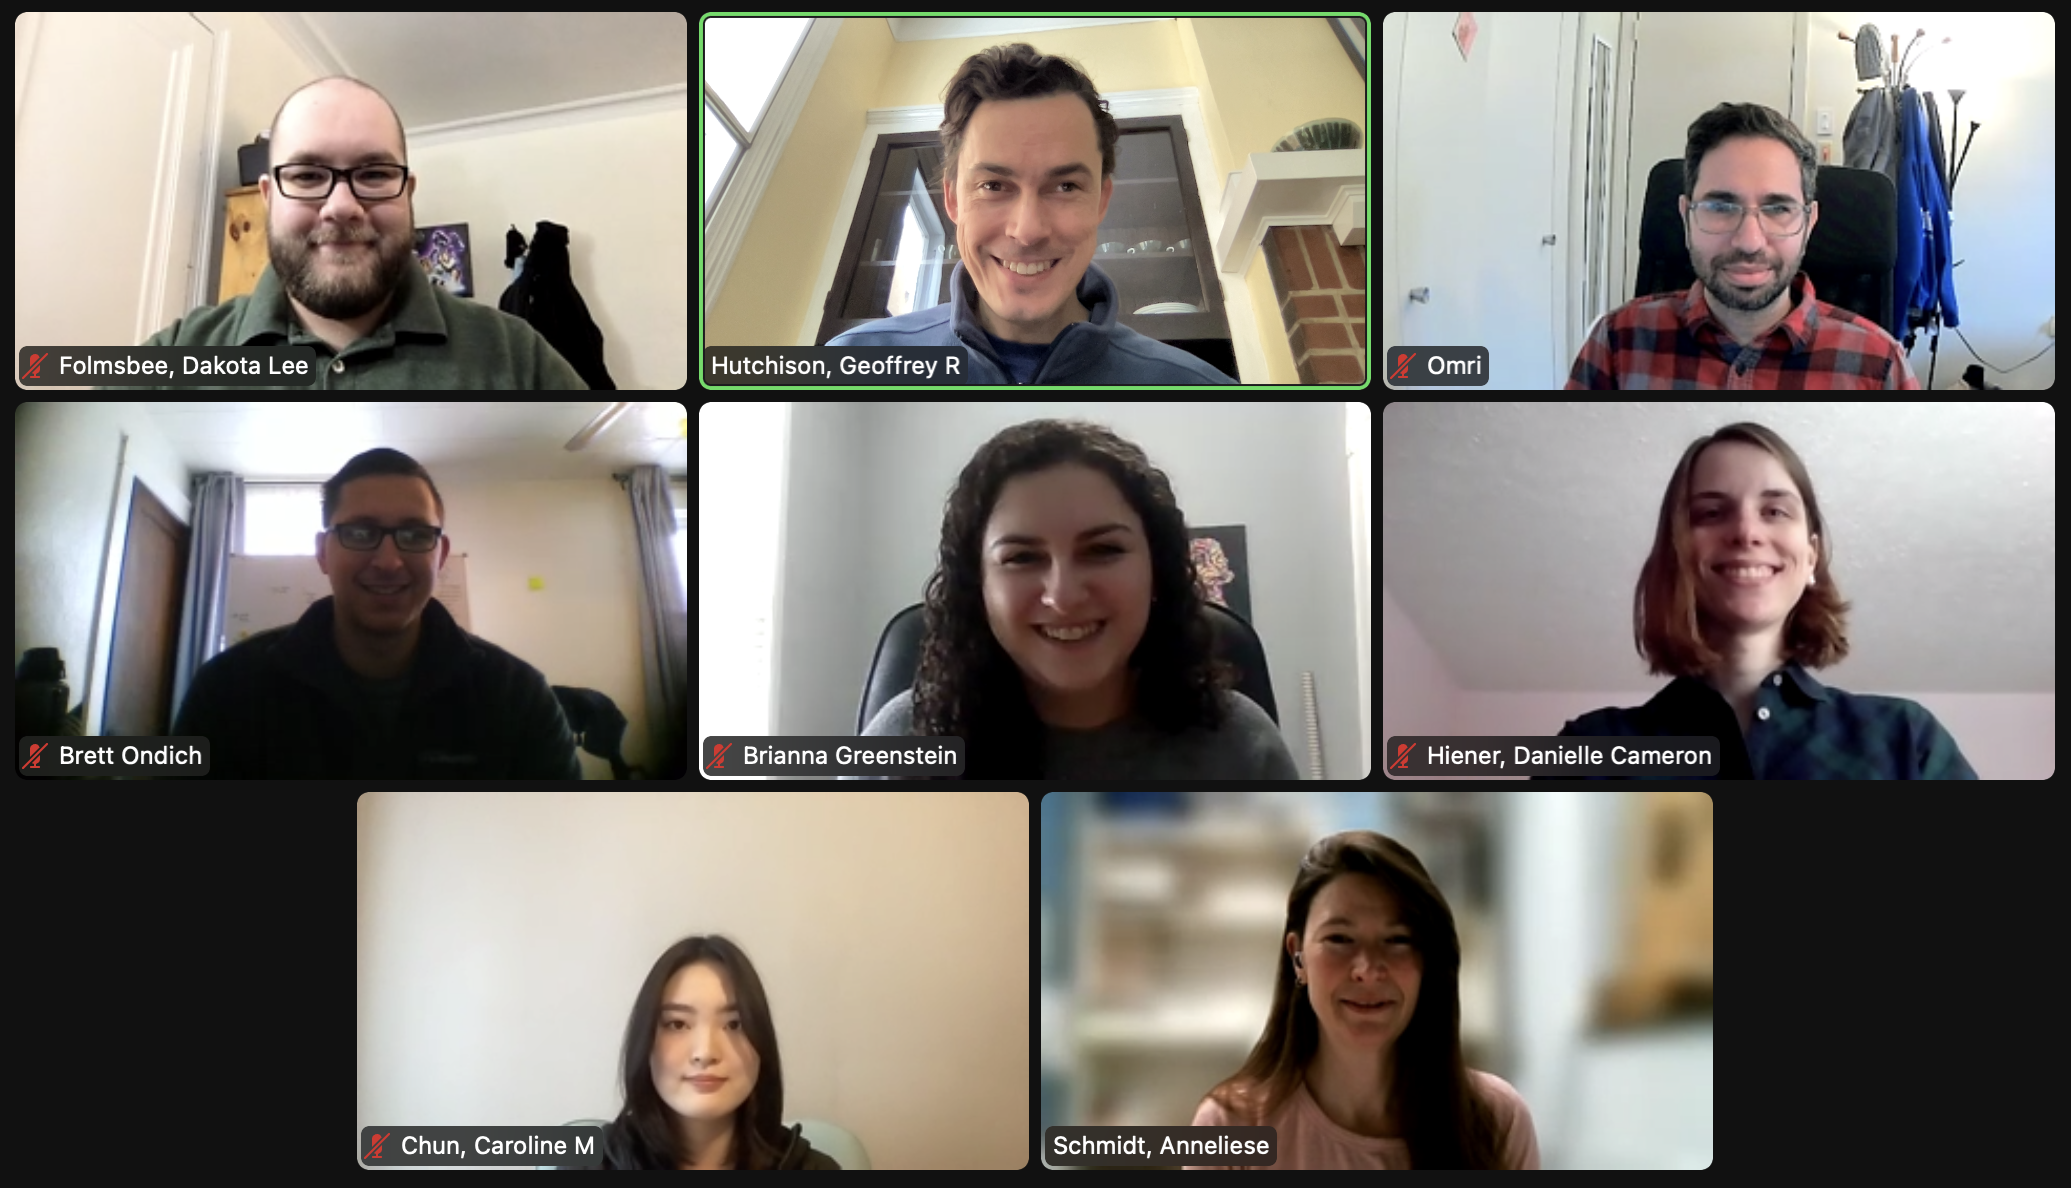 Folmsbee, Dakota Lee
Hutchison, Geoffrey R
Omri
Brett Ondich
Brianna Greenstein
Hiener, Danielle Cameron
Chun, Caroline M
Schmidt, Anneliese